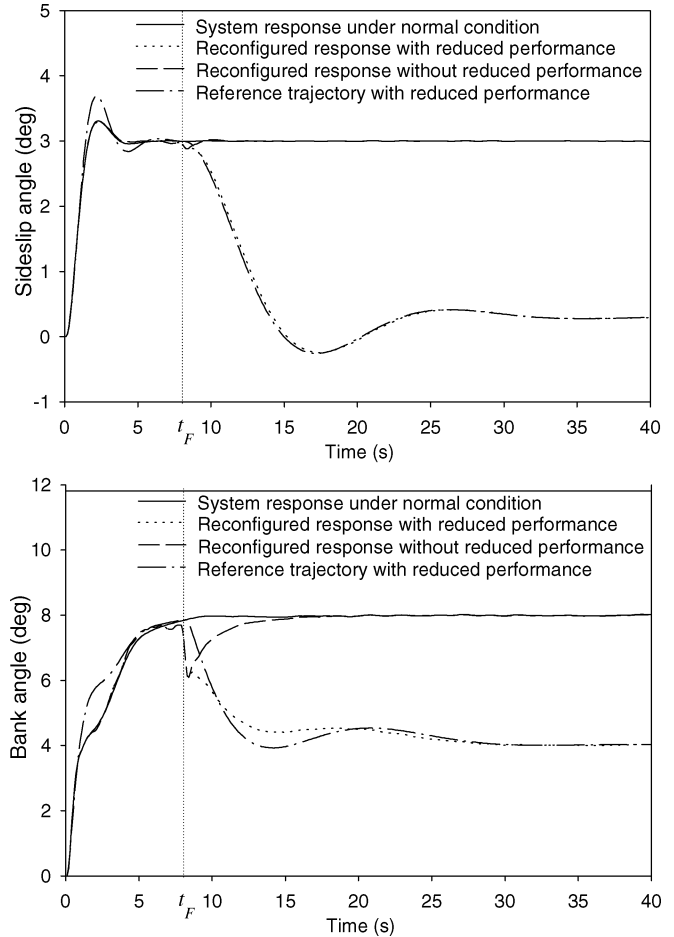 5
System response under normal condition
Reconfigured response with reduced performance
4
Reconfigured response without reduced performance
Reference trajectory with reduced performance
3
2
1
0
-1
Sideslip angle (deg)
0 5 t_F 10 15 20 25 30 35 40
Time (s)
12
System response under normal condition
Reconfigured response with reduced performance
10
Reconfigured response without reduced performance
Reference trajectory with reduced performance
8
6
4
2
0
Bank angle (deg)
0 5 t_F 10 15 20 25 30 35 40
Time (s)